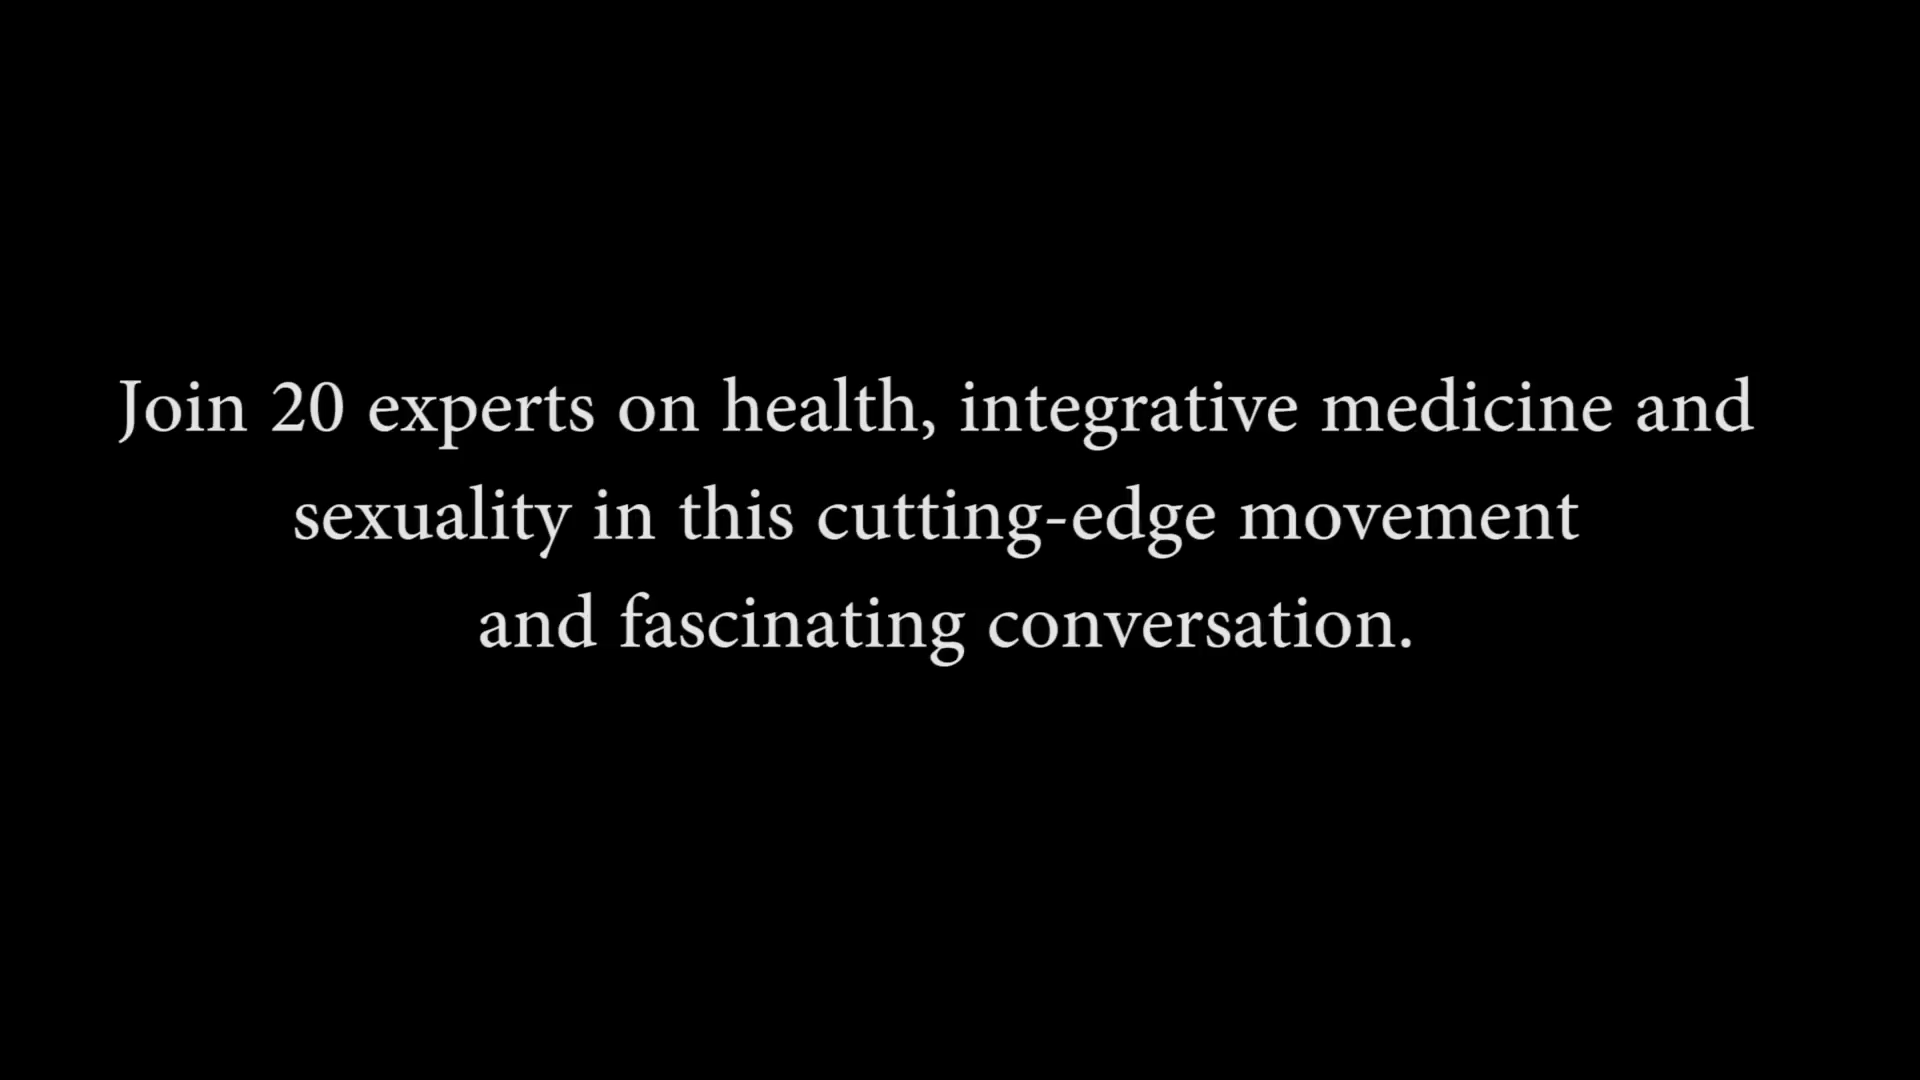 Join 20 experts on health, integrative medicine and
sexuality in this cutting-edge movement
and fascinating conversation.